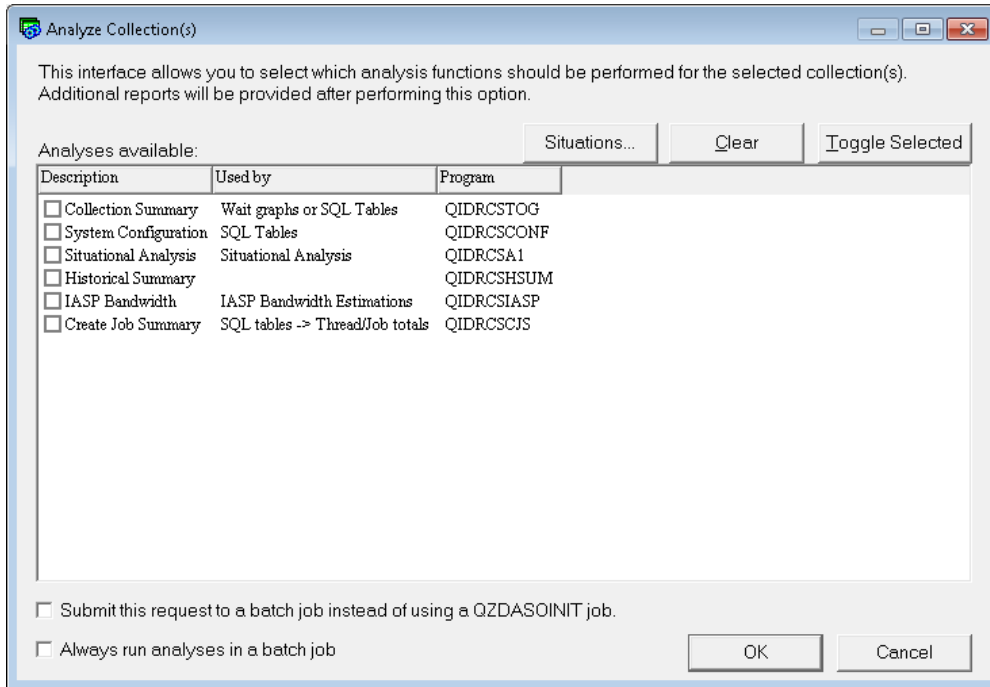 Analyze Collection(s)
This interface allows you to select which analysis functions should be performed for the selected collection(s).
Additional reports will be provided after performing this option.
Analyses available:
Situations...
Clear
Toggle Selected
Description Used by Program
Collection Summary Wait graphs or SQL Tables QIDRCSTOG
System Configuration SQL Tables QIDRCSCONF
Situational Analysis Situational Analysis QIDRCSA1
Historical Summary QIDRCSHSUM
IASP Bandwidth IASP Bandwidth Estimations QIDRCSIASP
Create Job Summary SQL tables -> Thread/Job totals QIDRCSCJS
Submit this request to a batch job instead of using a QZDASOINIT job.
Always run analyses in a batch job
OK
Cancel